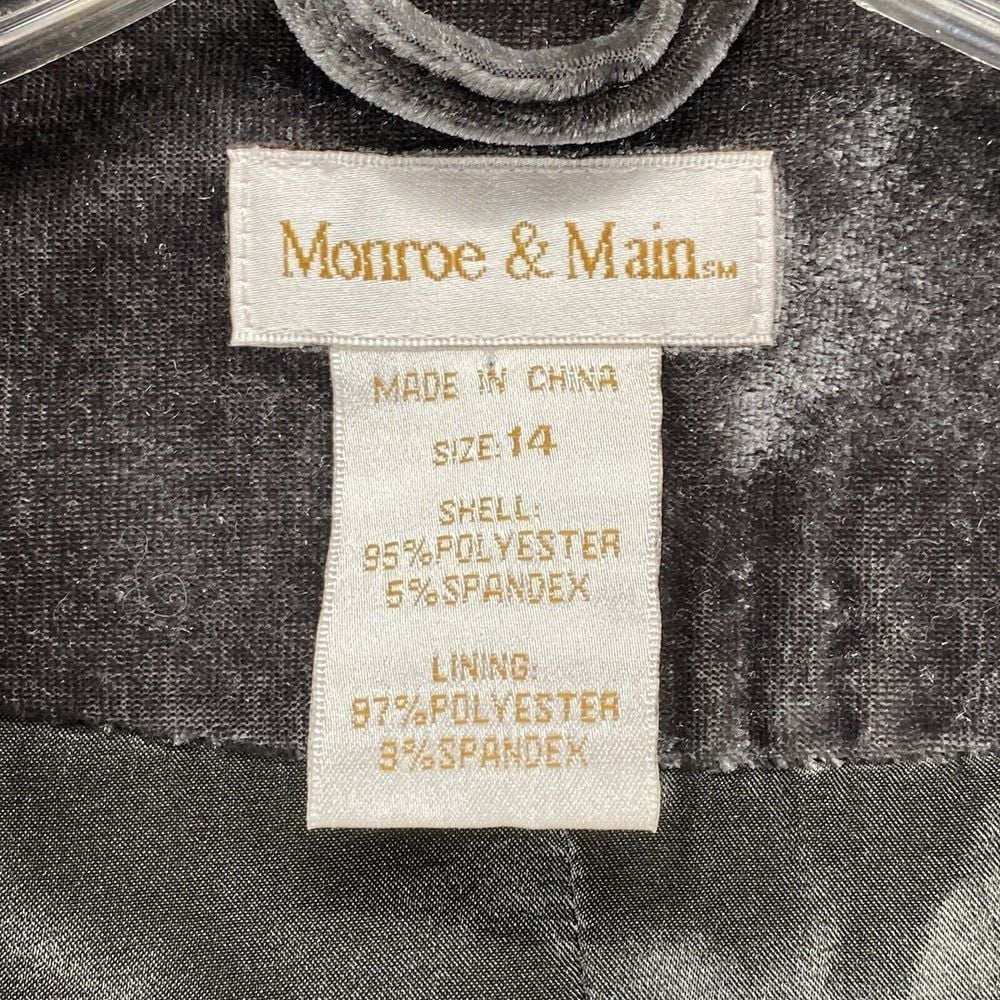 Monroe & Main SM
MADE IN CHINA
SIZE: 14
SHELL:
95%POLYESTER
5%SPANDEX
LINING:
97%POLYESTER
3%SPANDEX